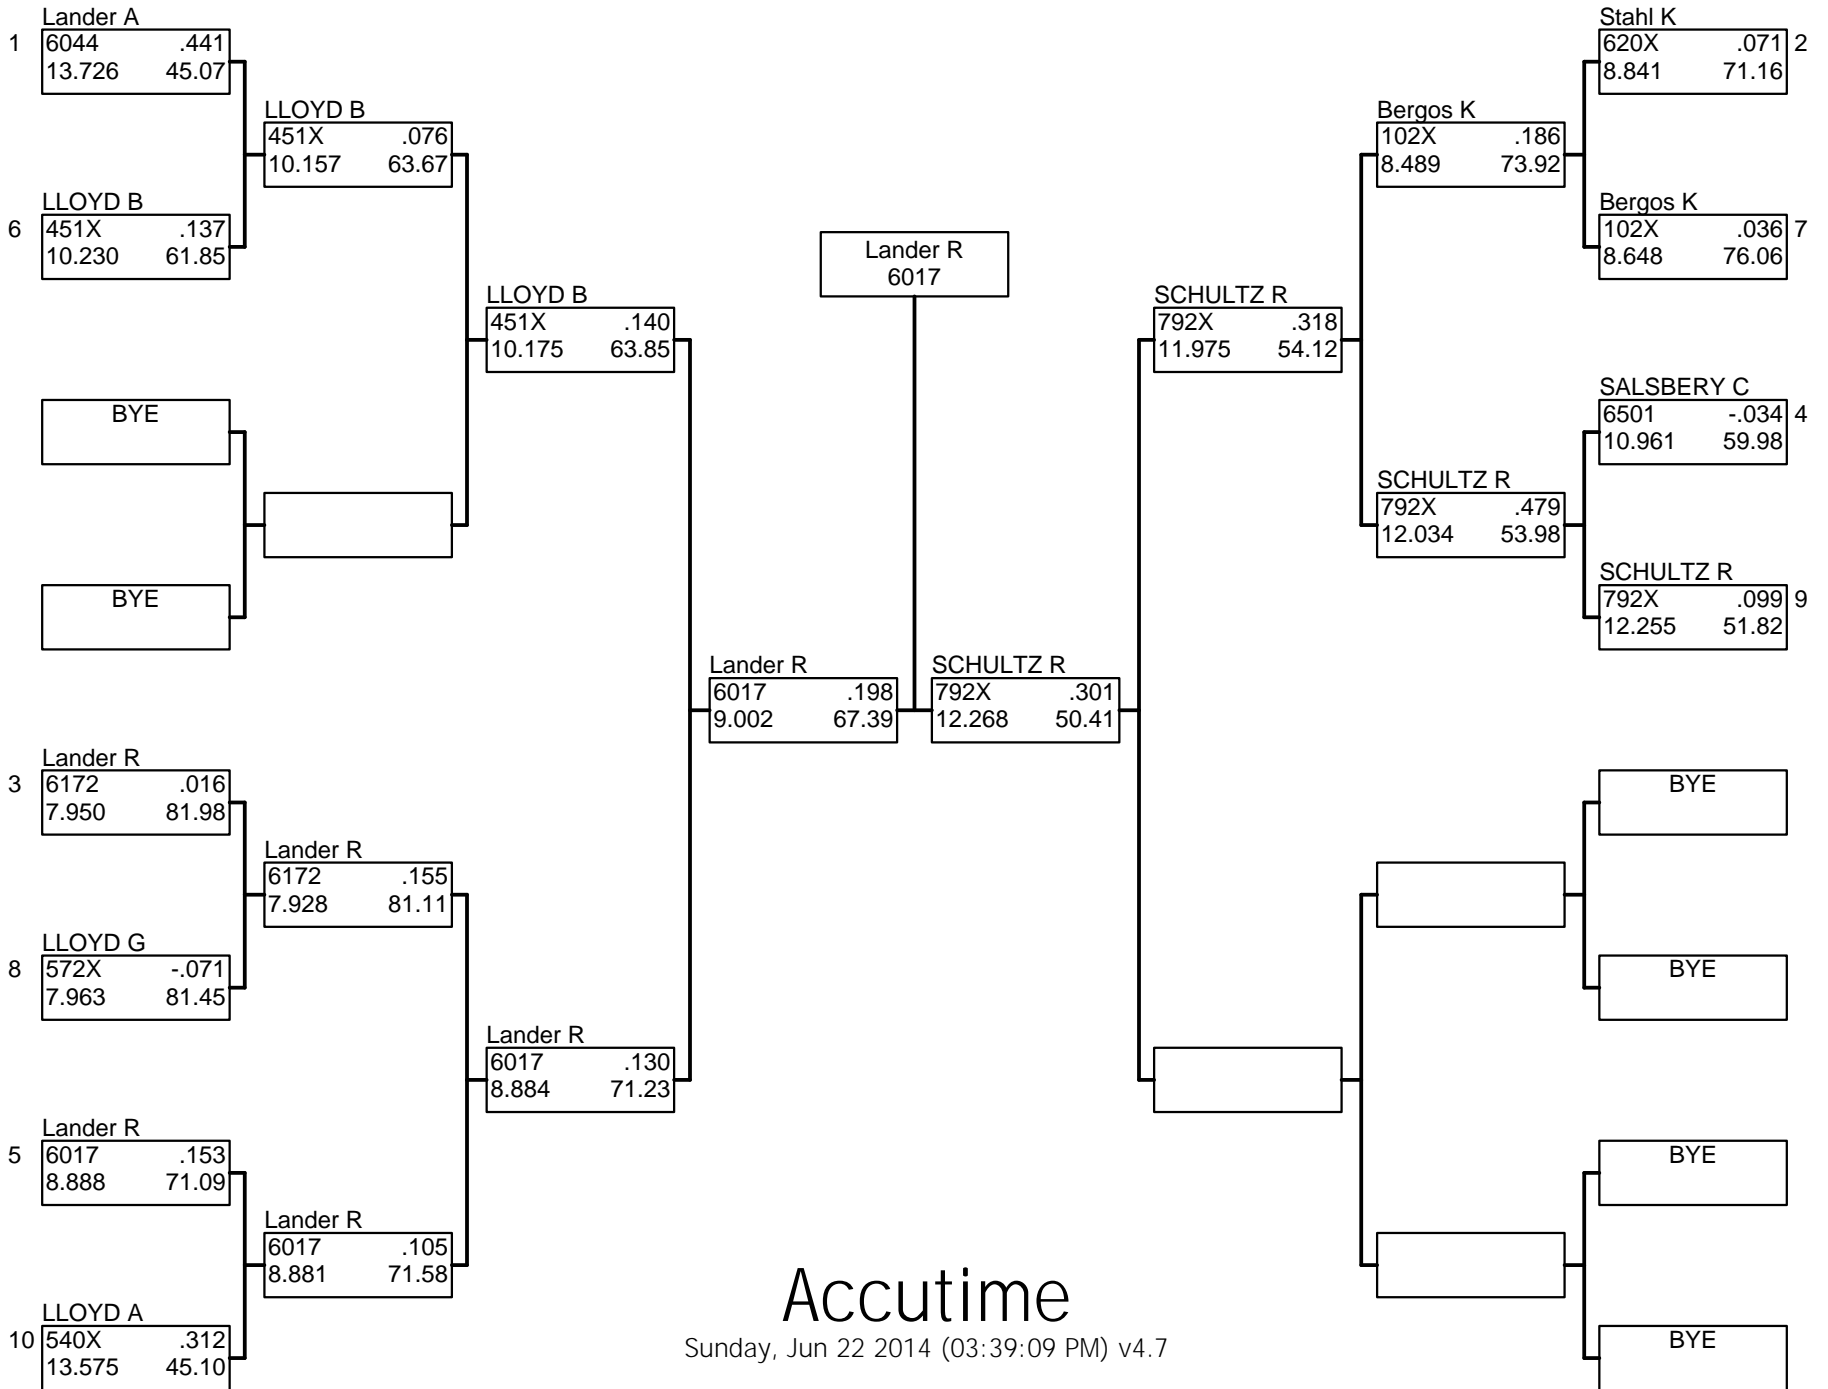 Lander A
1 6044 .441
13.726 45.07
LLOYD B
451X .076
10.157 63.67
LLOYD B
6 451X .137
10.230 61.85
LLOYD B
451X .140
10.175 63.85
BYE
BYE
Lander R
3 6172 .016
7.950 81.98
Lander R
6172 .155
7.928 81.11
LLOYD G
8 572X -.071
7.963 81.45
Lander R
6017 .130
8.884 71.23
Lander R
5 6017 .153
8.888 71.09
Lander R
6017 .105
8.881 71.58
LLOYD A
10 540X .312
13.575 45.10
Lander R
6017 .198
9.002 67.39
Lander R
6017
SCHULTZ R
792X .301
12.268 50.41
SCHULTZ R
792X .318
11.975 54.12
Bergos K
102X .186
8.489 73.92
Stahl K
620X .071 2
8.841 71.16
Bergos K
102X .036 7
8.648 76.06
SCHULTZ R
792X .479
12.034 53.98
SALSBERY C
6501 -.034 4
10.961 59.98
SCHULTZ R
792X .099 9
12.255 51.82
BYE
BYE
BYE
BYE
Accutime
Sunday, Jun 22 2014 (03:39:09 PM) v4.7